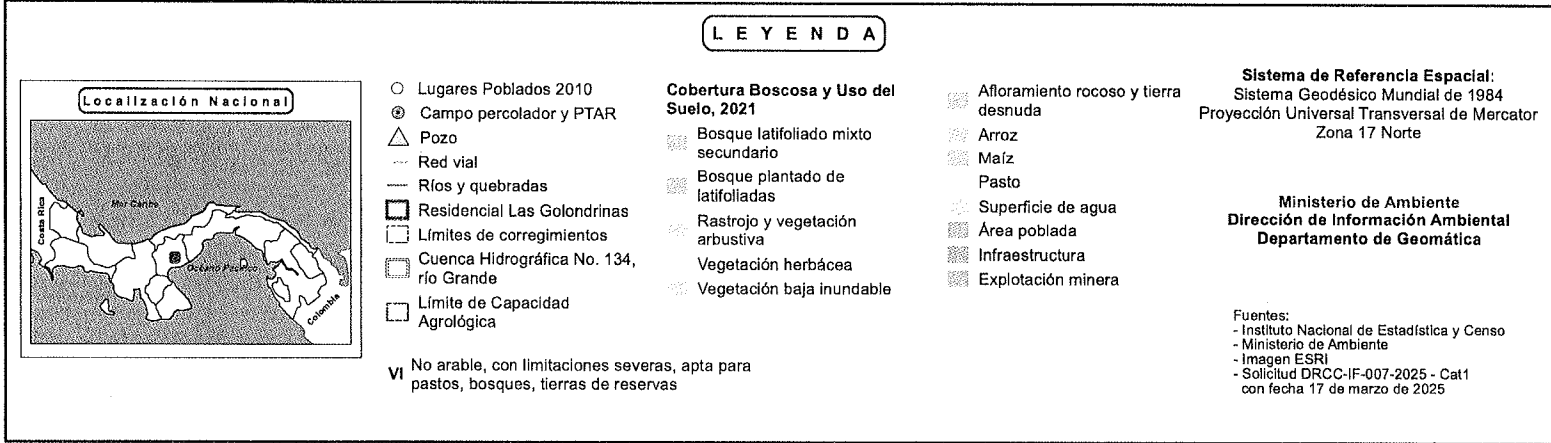 LEYENDA
Localización Nacional
Costa Rica
Mar Caribe
Océano Pacífico
Colombia
Lugares Poblados 2010
Campo percolador y PTAR
Pozo
Red vial
Ríos y quebradas
Residencial Las Golondrinas
Límites de corregimientos
Cuenca Hidrográfica No. 134,
río Grande
Límite de Capacidad
Agrológica
VI No arable, con limitaciones severas, apta para
pastos, bosques, tierras de reservas
Cobertura Boscosa y Uso del
Suelo, 2021
Bosque latifoliado mixto
secundario
Bosque plantado de
latifoliadas
Rastrojo y vegetación
arbustiva
Vegetación herbácea
Vegetación baja inundable
Afloramiento rocoso y tierra
desnuda
Arroz
Maíz
Pasto
Superficie de agua
Área poblada
Infraestructura
Explotación minera
Sistema de Referencia Espacial:
Sistema Geodésico Mundial de 1984
Proyección Universal Transversal de Mercator
Zona 17 Norte
Ministerio de Ambiente
Dirección de Información Ambiental
Departamento de Geomática
Fuentes:
- Instituto Nacional de Estadística y Censo
- Ministerio de Ambiente
- Imagen ESRI
- Solicitud DRCC-IF-007-2025 - Cat1
con fecha 17 de marzo de 2025